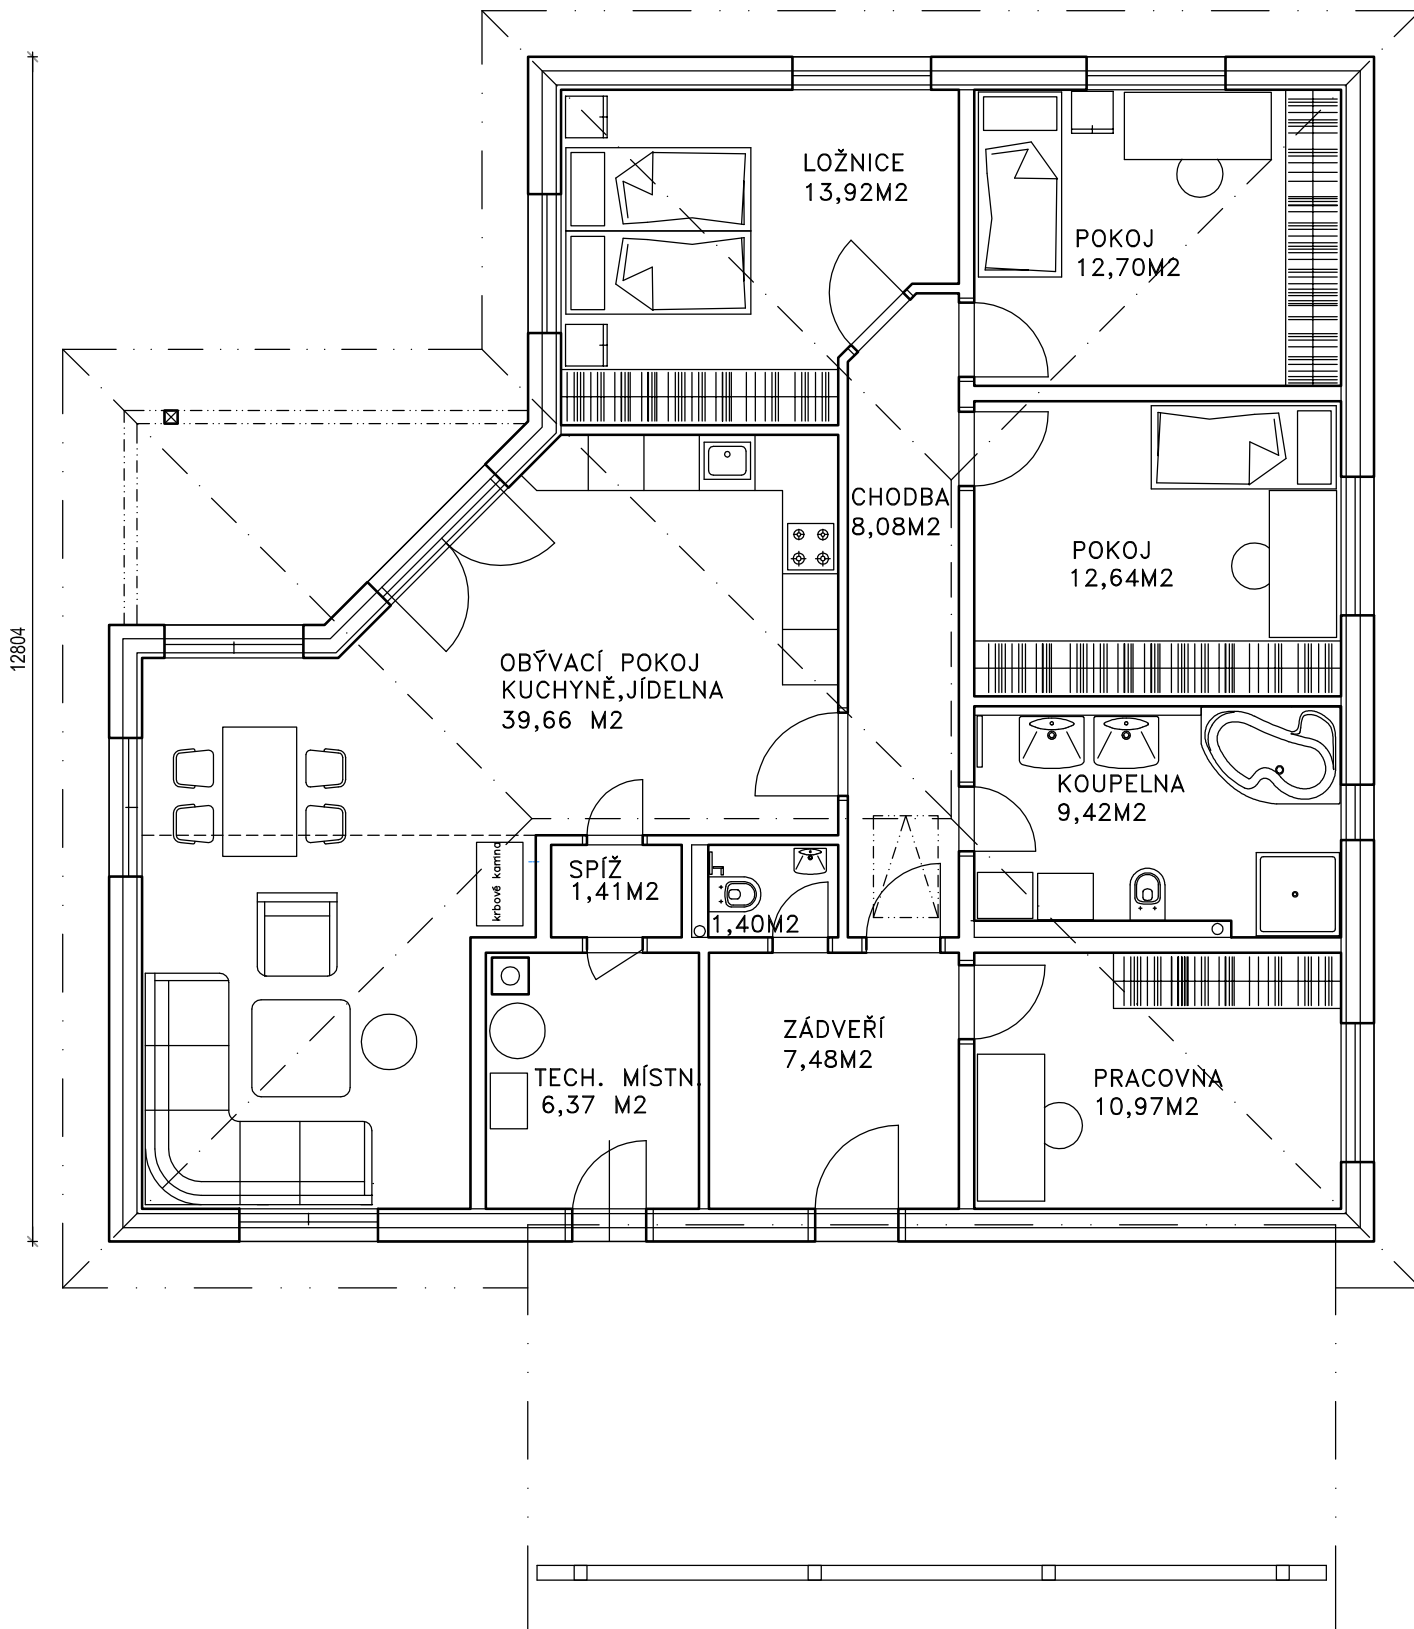 LOŽNICE
13,92M2
POKOJ
12,70M2
CHODBA
8,08M2
POKOJ
12,64M2
12804
OBÝVACÍ POKOJ
KUCHYNĚ,JÍDELNA
39,66 M2
KOUPELNA
9,42M2
krbové kamna
SPÍŽ
1,41M2
1,40M2
ZÁDVEŘÍ
7,48M2
TECH. MÍSTN.
6,37 M2
PRACOVNA
10,97M2